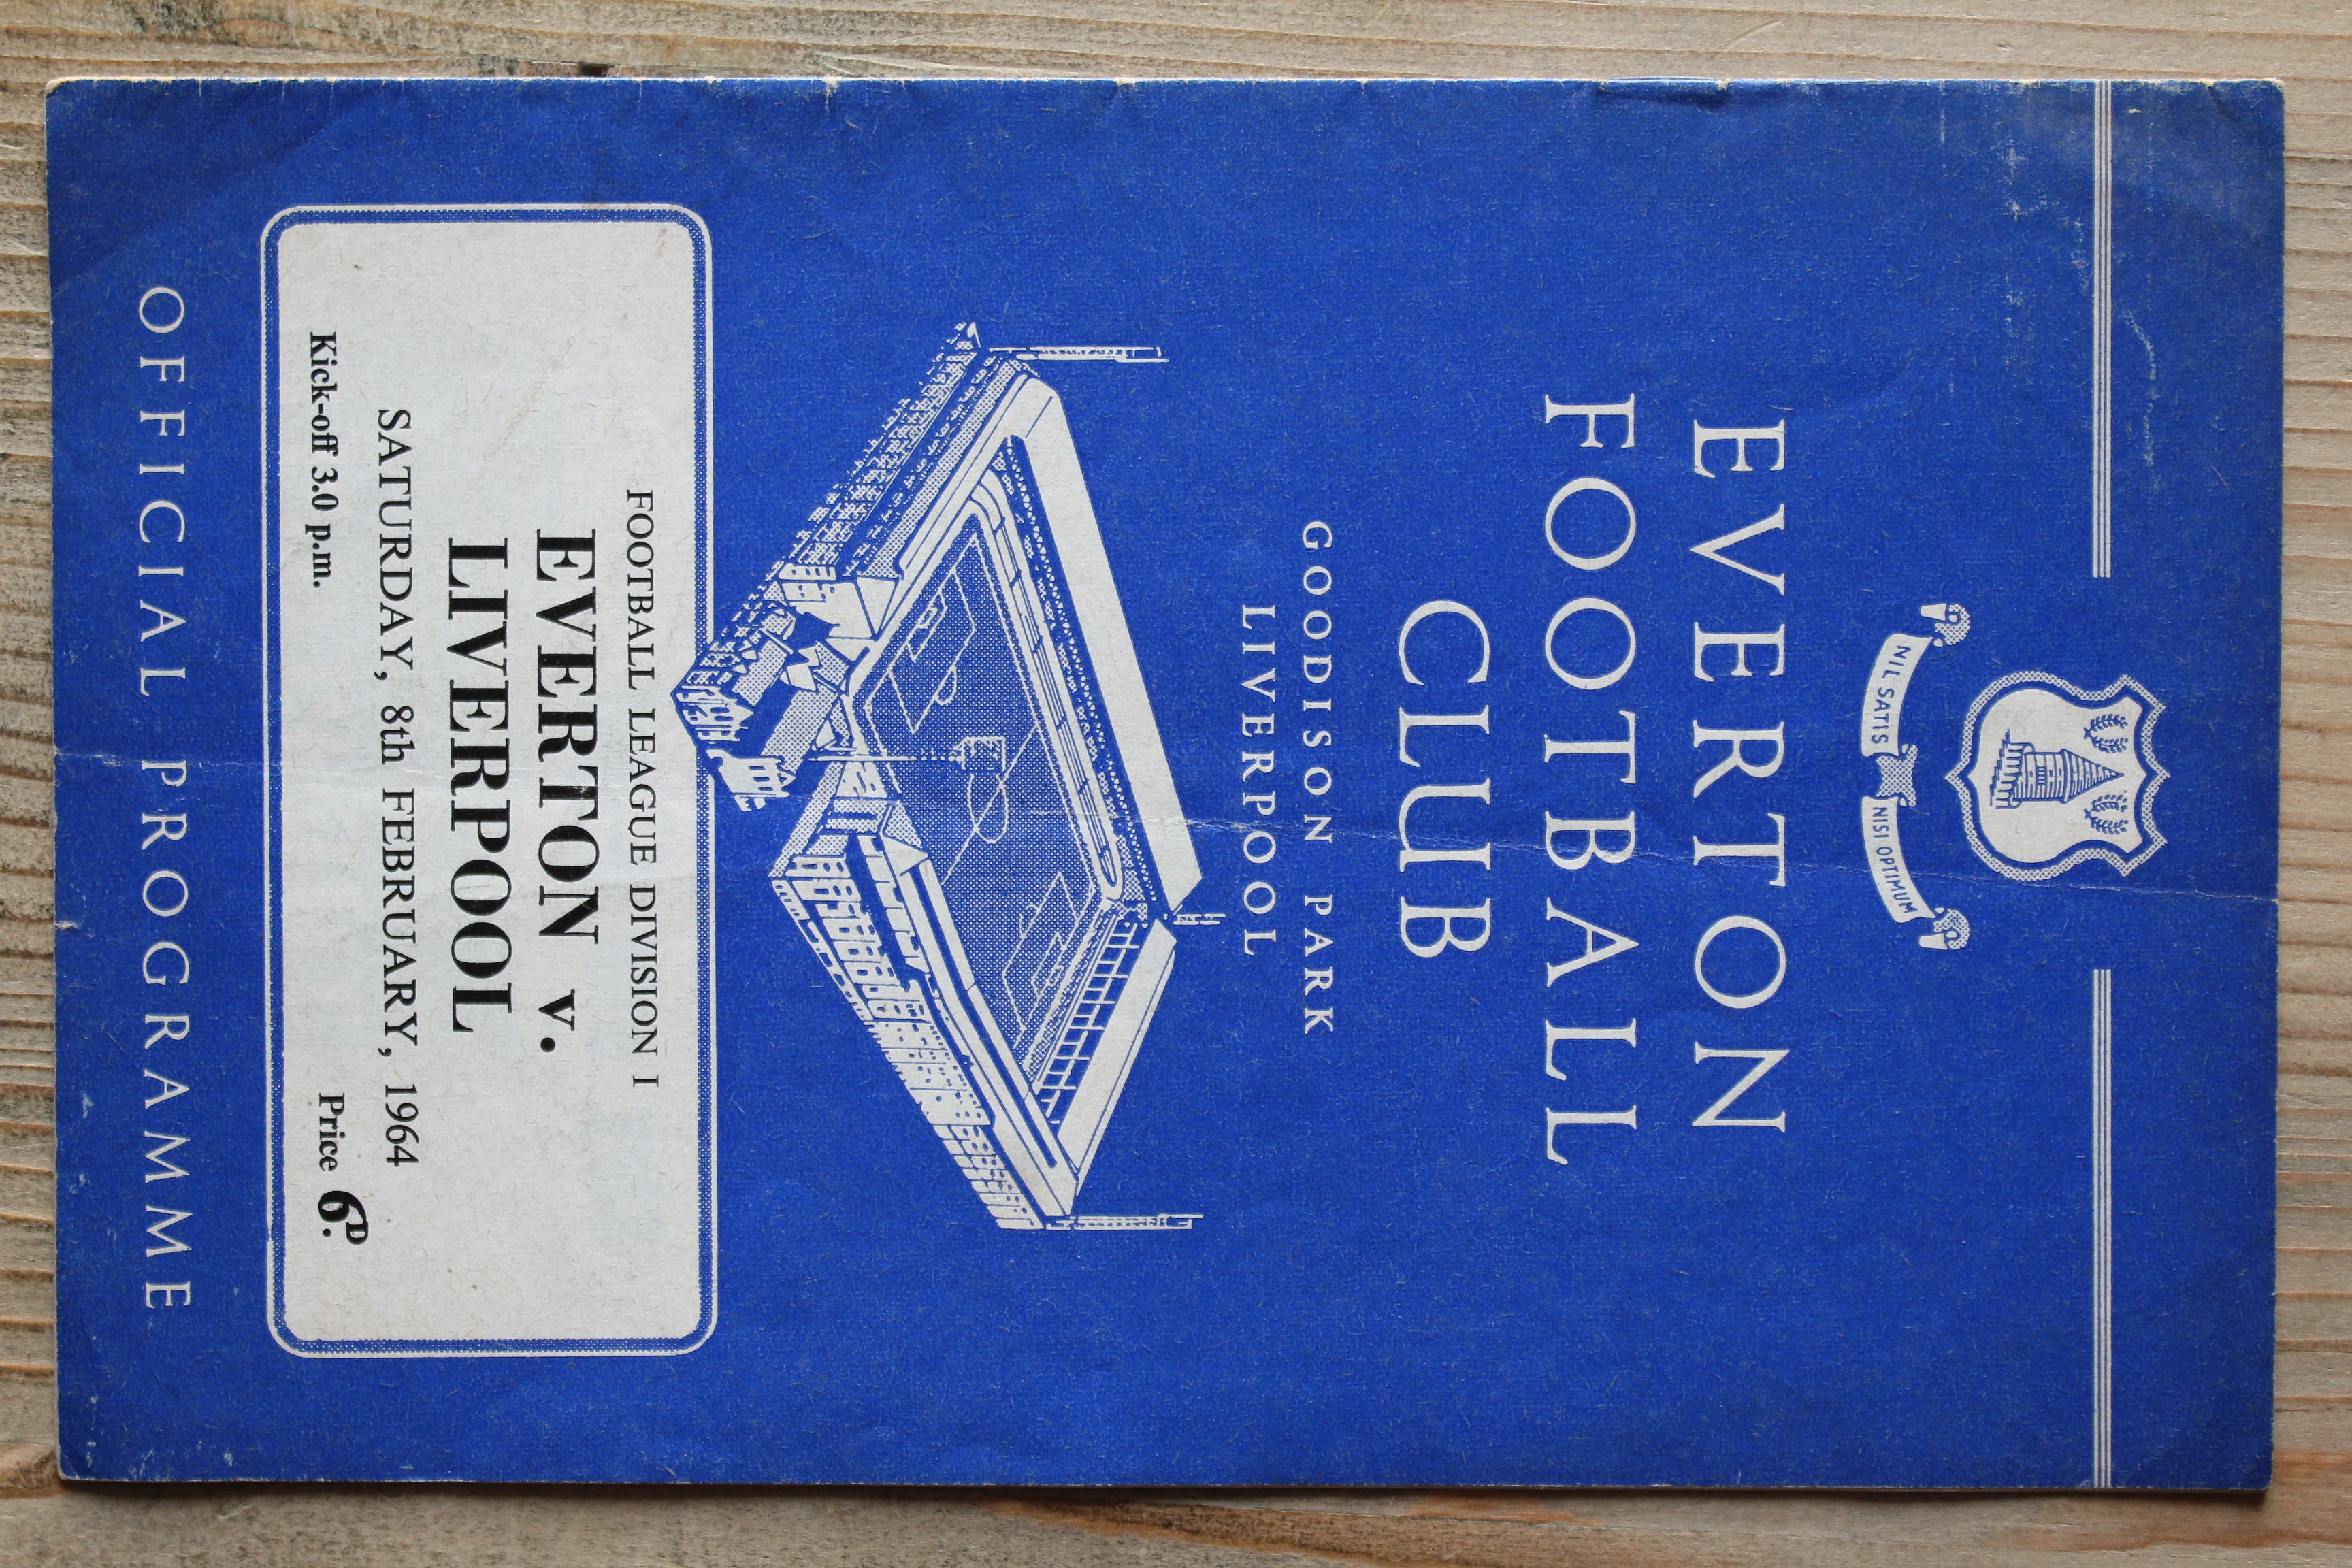 NIL SATIS NISI OPTIMUM
EVERTON
FOOTBALL
CLUB
GOODISON PARK
LIVERPOOL
FOOTBALL LEAGUE DIVISION I
EVERTON v.
LIVERPOOL
SATURDAY, 8th FEBRUARY, 1964
Kick-off 3.0 p.m. Price 6D.
OFFICIAL PROGRAMME